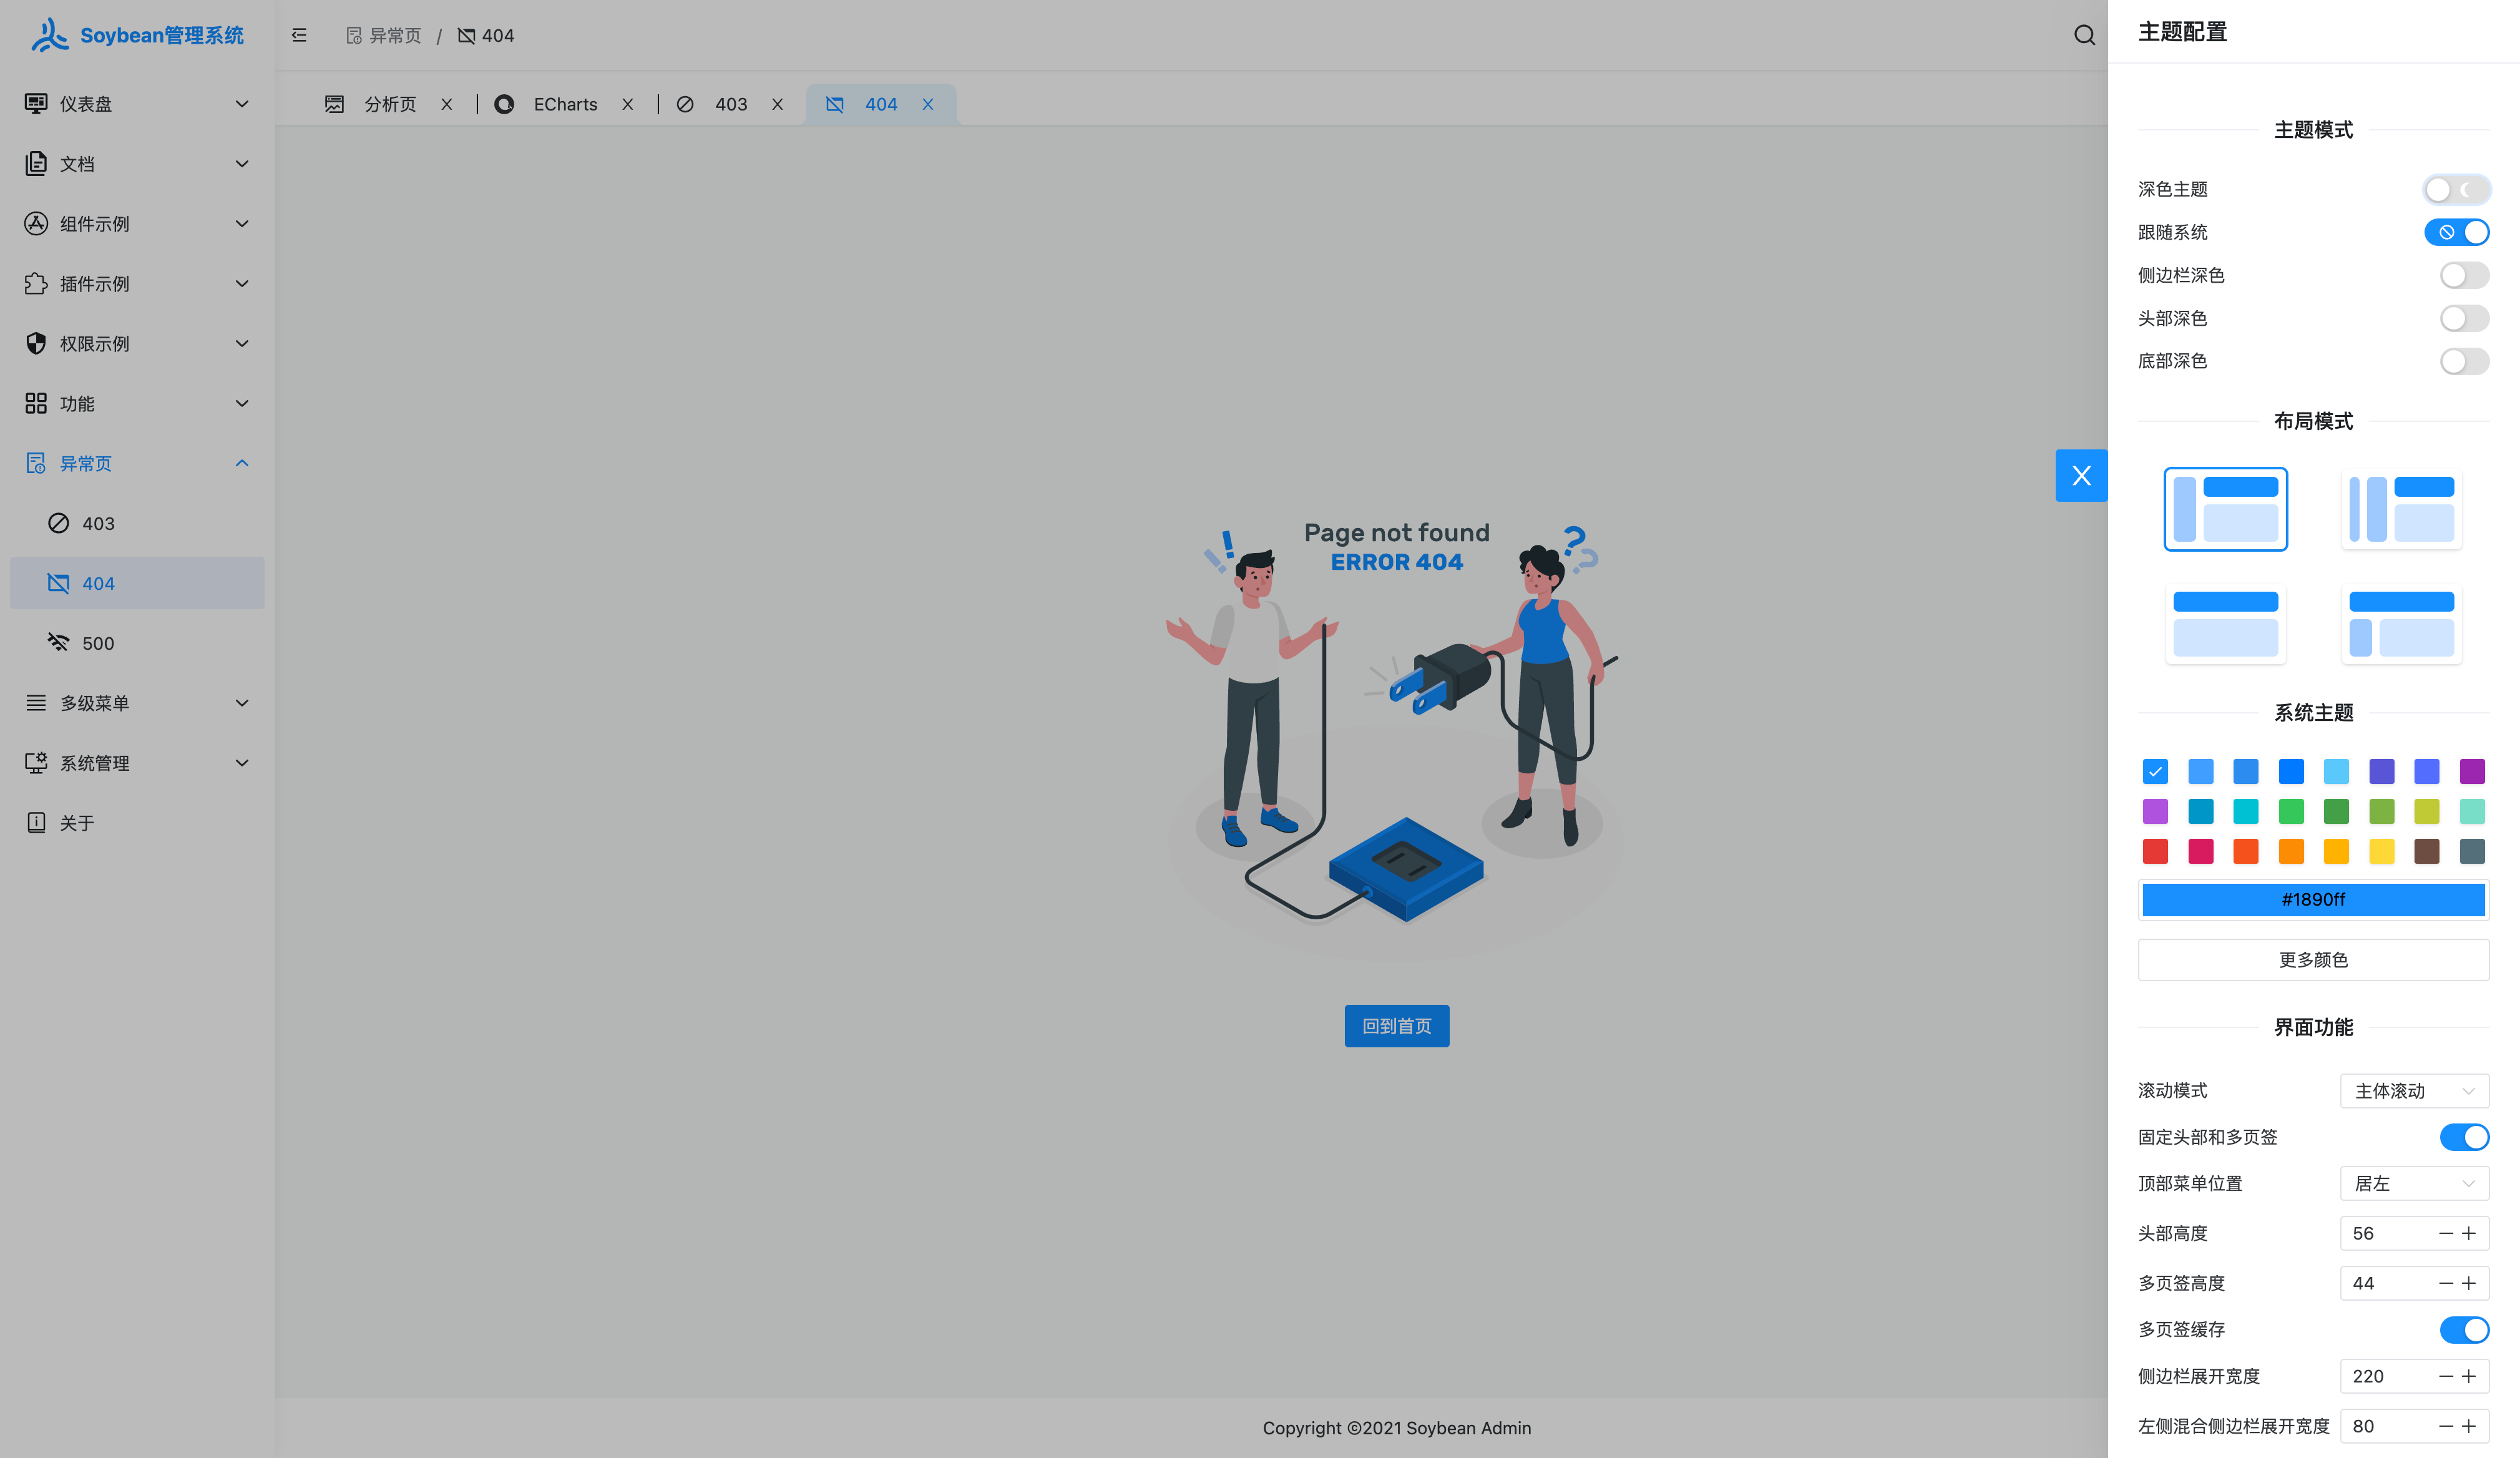 Soybean管理系统
仪表盘
文档
组件示例
插件示例
权限示例
功能
异常页
403
404
500
多级菜单
系统管理
关于
异常页 / 404
分析页
ECharts
403
404
Page not found
ERROR 404
回到首页
Copyright ©2021 Soybean Admin
主题配置
主题模式
深色主题
跟随系统
侧边栏深色
头部深色
底部深色
布局模式
系统主题
#1890ff
更多颜色
界面功能
滚动模式 主体滚动
固定头部和多页签
顶部菜单位置 居左
头部高度 56
多页签高度 44
多页签缓存
侧边栏展开宽度 220
左侧混合侧边栏展开宽度 80